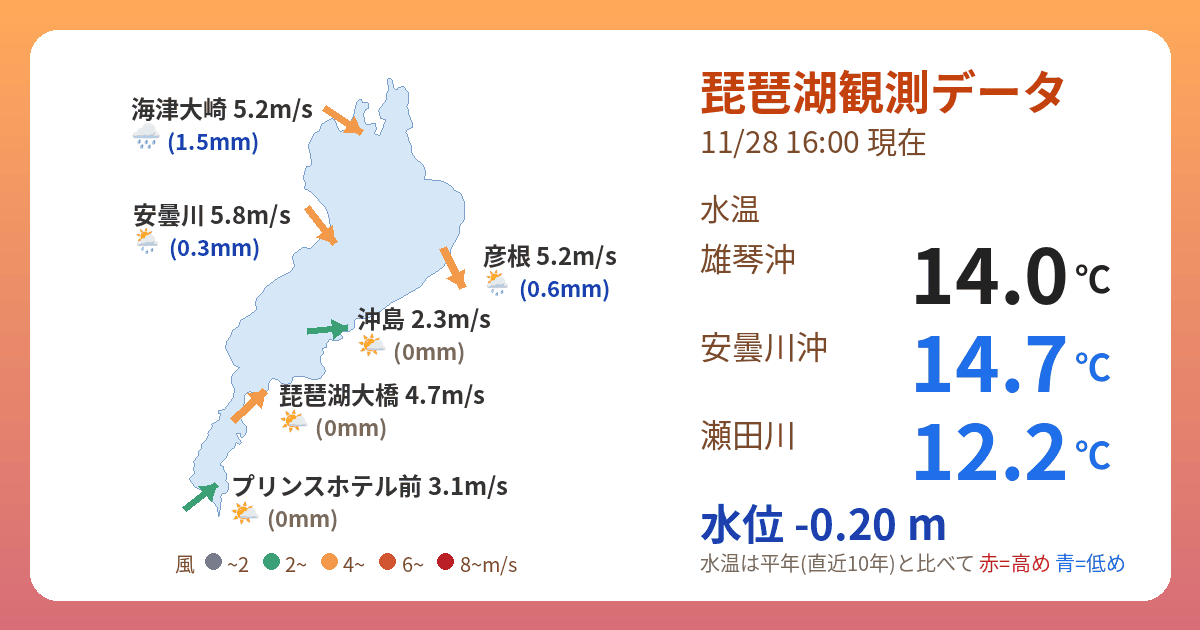 海津大崎 5.2m/s
(1.5mm)
安曇川 5.8m/s
(0.3mm)
彦根 5.2m/s
(0.6mm)
沖島 2.3m/s
(0mm)
琵琶湖大橋 4.7m/s
(0mm)
プリンスホテル前 3.1m/s
(0mm)
風 ~2 2~ 4~ 6~ 8~m/s
琵琶湖観測データ
11/28 16:00 現在
水温
雄琴沖 14.0℃
安曇川沖 14.7℃
瀬田川 12.2℃
水位 -0.20 m
水温は平年(直近10年)と比べて 赤=高め 青=低め